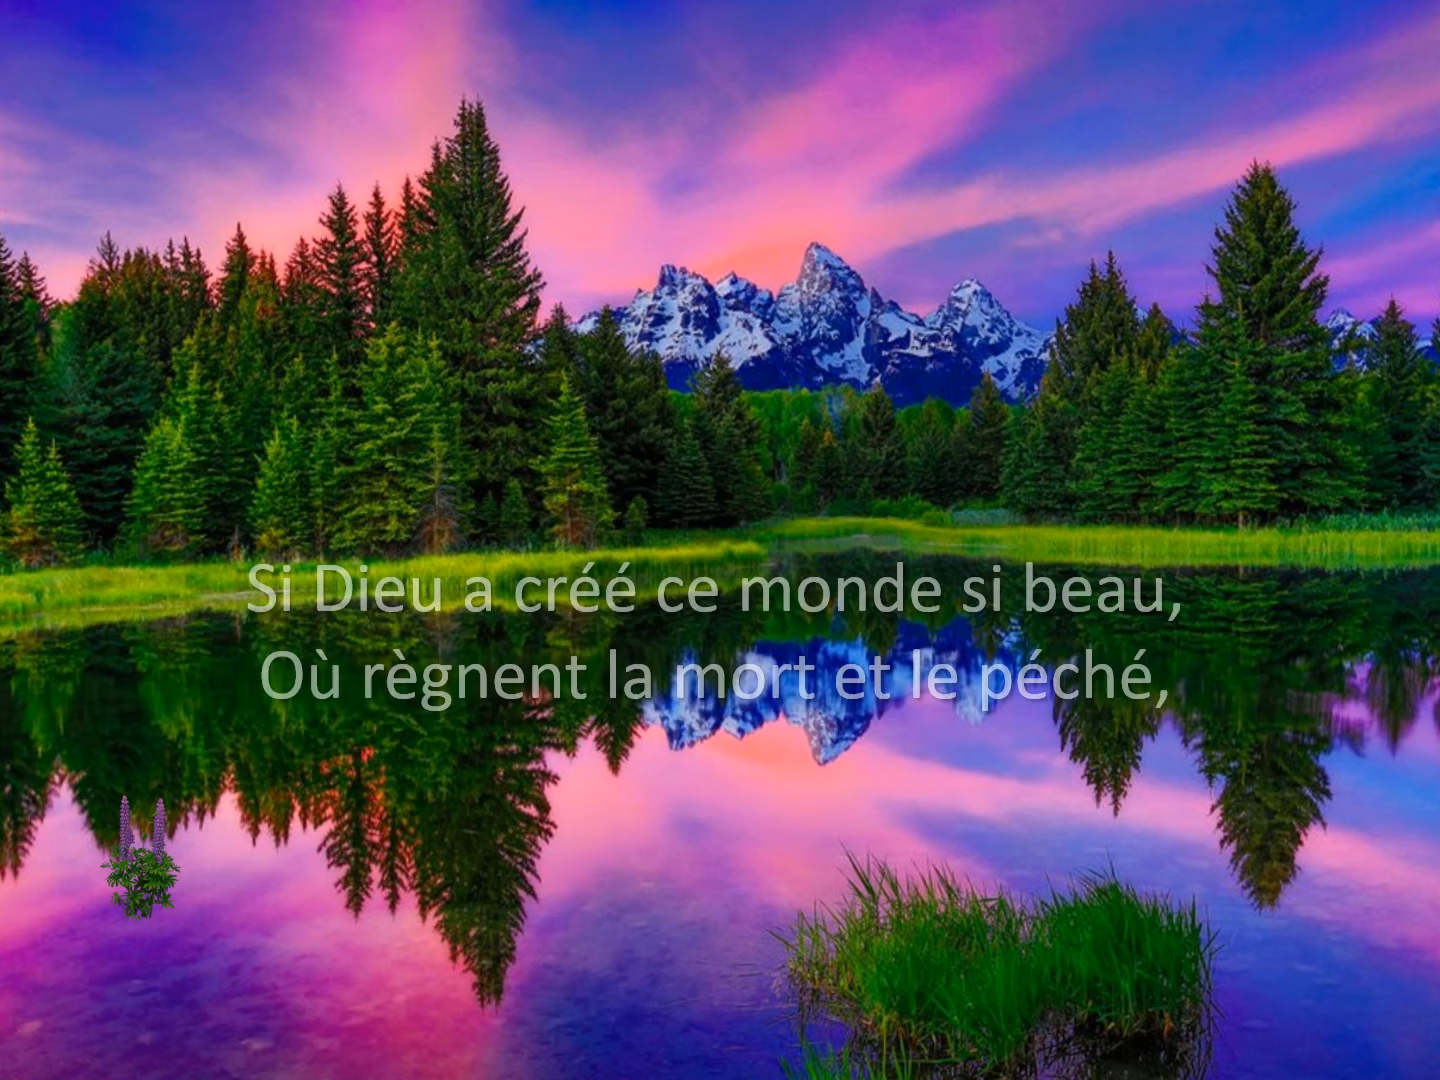 Si Dieu a créé ce monde si beau,
Où règnent la mort et le péché,